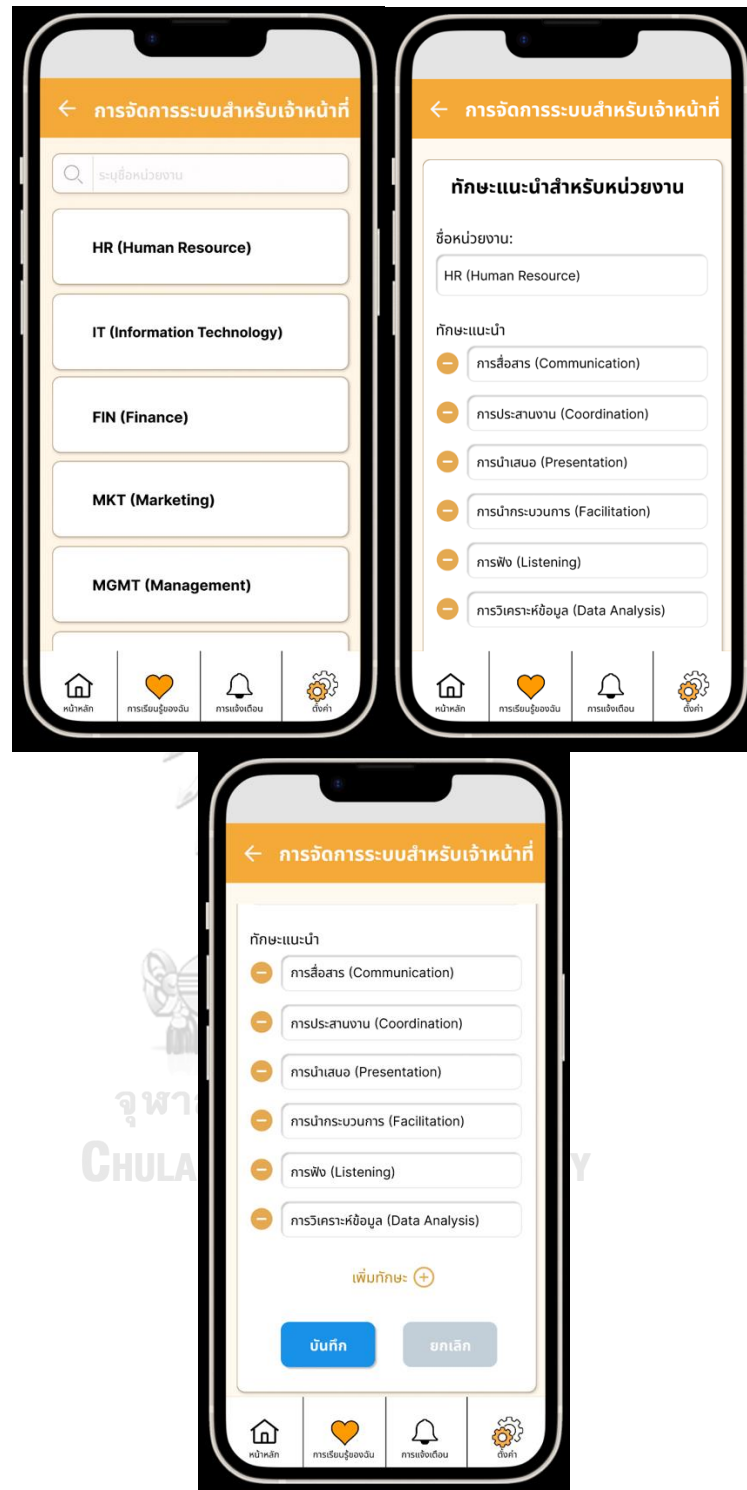 การจัดการระบบสำหรับเจ้าหน้าที่
ระบุชื่อหน่วยงาน
HR (Human Resource)
IT (Information Technology)
FIN (Finance)
MKT (Marketing)
MGMT (Management)
หน้าหลัก
การเรียนรู้ของฉัน
การแจ้งเตือน
ตั้งค่า
การจัดการระบบสำหรับเจ้าหน้าที่
ทักษะแนะนำสำหรับหน่วยงาน
ชื่อหน่วยงาน:
HR (Human Resource)
ทักษะแนะนำ
การสื่อสาร (Communication)
การประสานงาน (Coordination)
การนำเสนอ (Presentation)
การนำกระบวนการ (Facilitation)
การฟัง (Listening)
การวิเคราะห์ข้อมูล (Data Analysis)
หน้าหลัก
การเรียนรู้ของฉัน
การแจ้งเตือน
ตั้งค่า
การจัดการระบบสำหรับเจ้าหน้าที่
ทักษะแนะนำ
การสื่อสาร (Communication)
การประสานงาน (Coordination)
การนำเสนอ (Presentation)
การนำกระบวนการ (Facilitation)
การฟัง (Listening)
การวิเคราะห์ข้อมูล (Data Analysis)
เพิ่มทักษะ
บันทึก
ยกเลิก
หน้าหลัก
การเรียนรู้ของฉัน
การแจ้งเตือน
ตั้งค่า